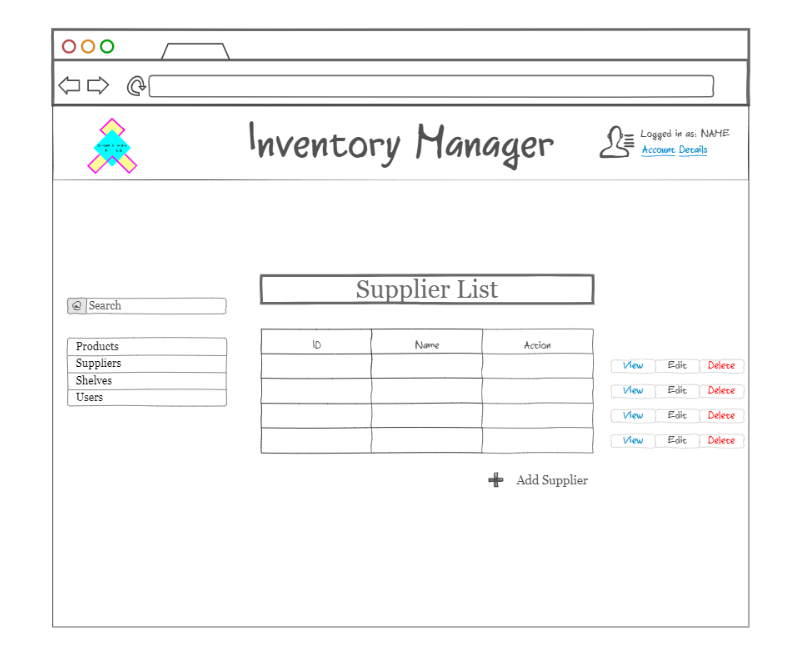 Inventory Manager
Logged in as: NAME
Account Details
Supplier List
Search
Products
Suppliers
Shelves
Users
ID Name Action
View Edit Delete
View Edit Delete
View Edit Delete
View Edit Delete
Add Supplier